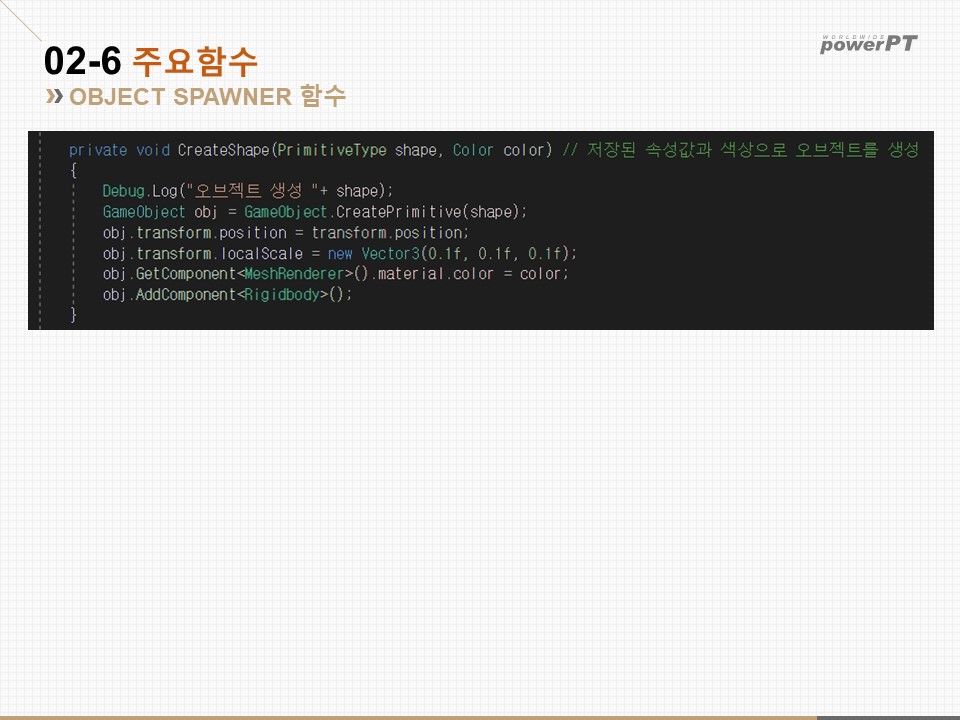 02-6 주요함수
WORLDWIDE
powerPT
» OBJECT SPAWNER 함수
private void CreateShape(PrimitiveType shape, Color color) // 저장된 속성값과 색상으로 오브젝트를 생성
{
Debug.Log("오브젝트 생성 "+ shape);
GameObject obj = GameObject.CreatePrimitive(shape);
obj.transform.position = transform.position;
obj.transform.localScale = new Vector3(0.1f, 0.1f, 0.1f);
obj.GetComponent<MeshRenderer>().material.color = color;
obj.AddComponent<Rigidbody>();
}